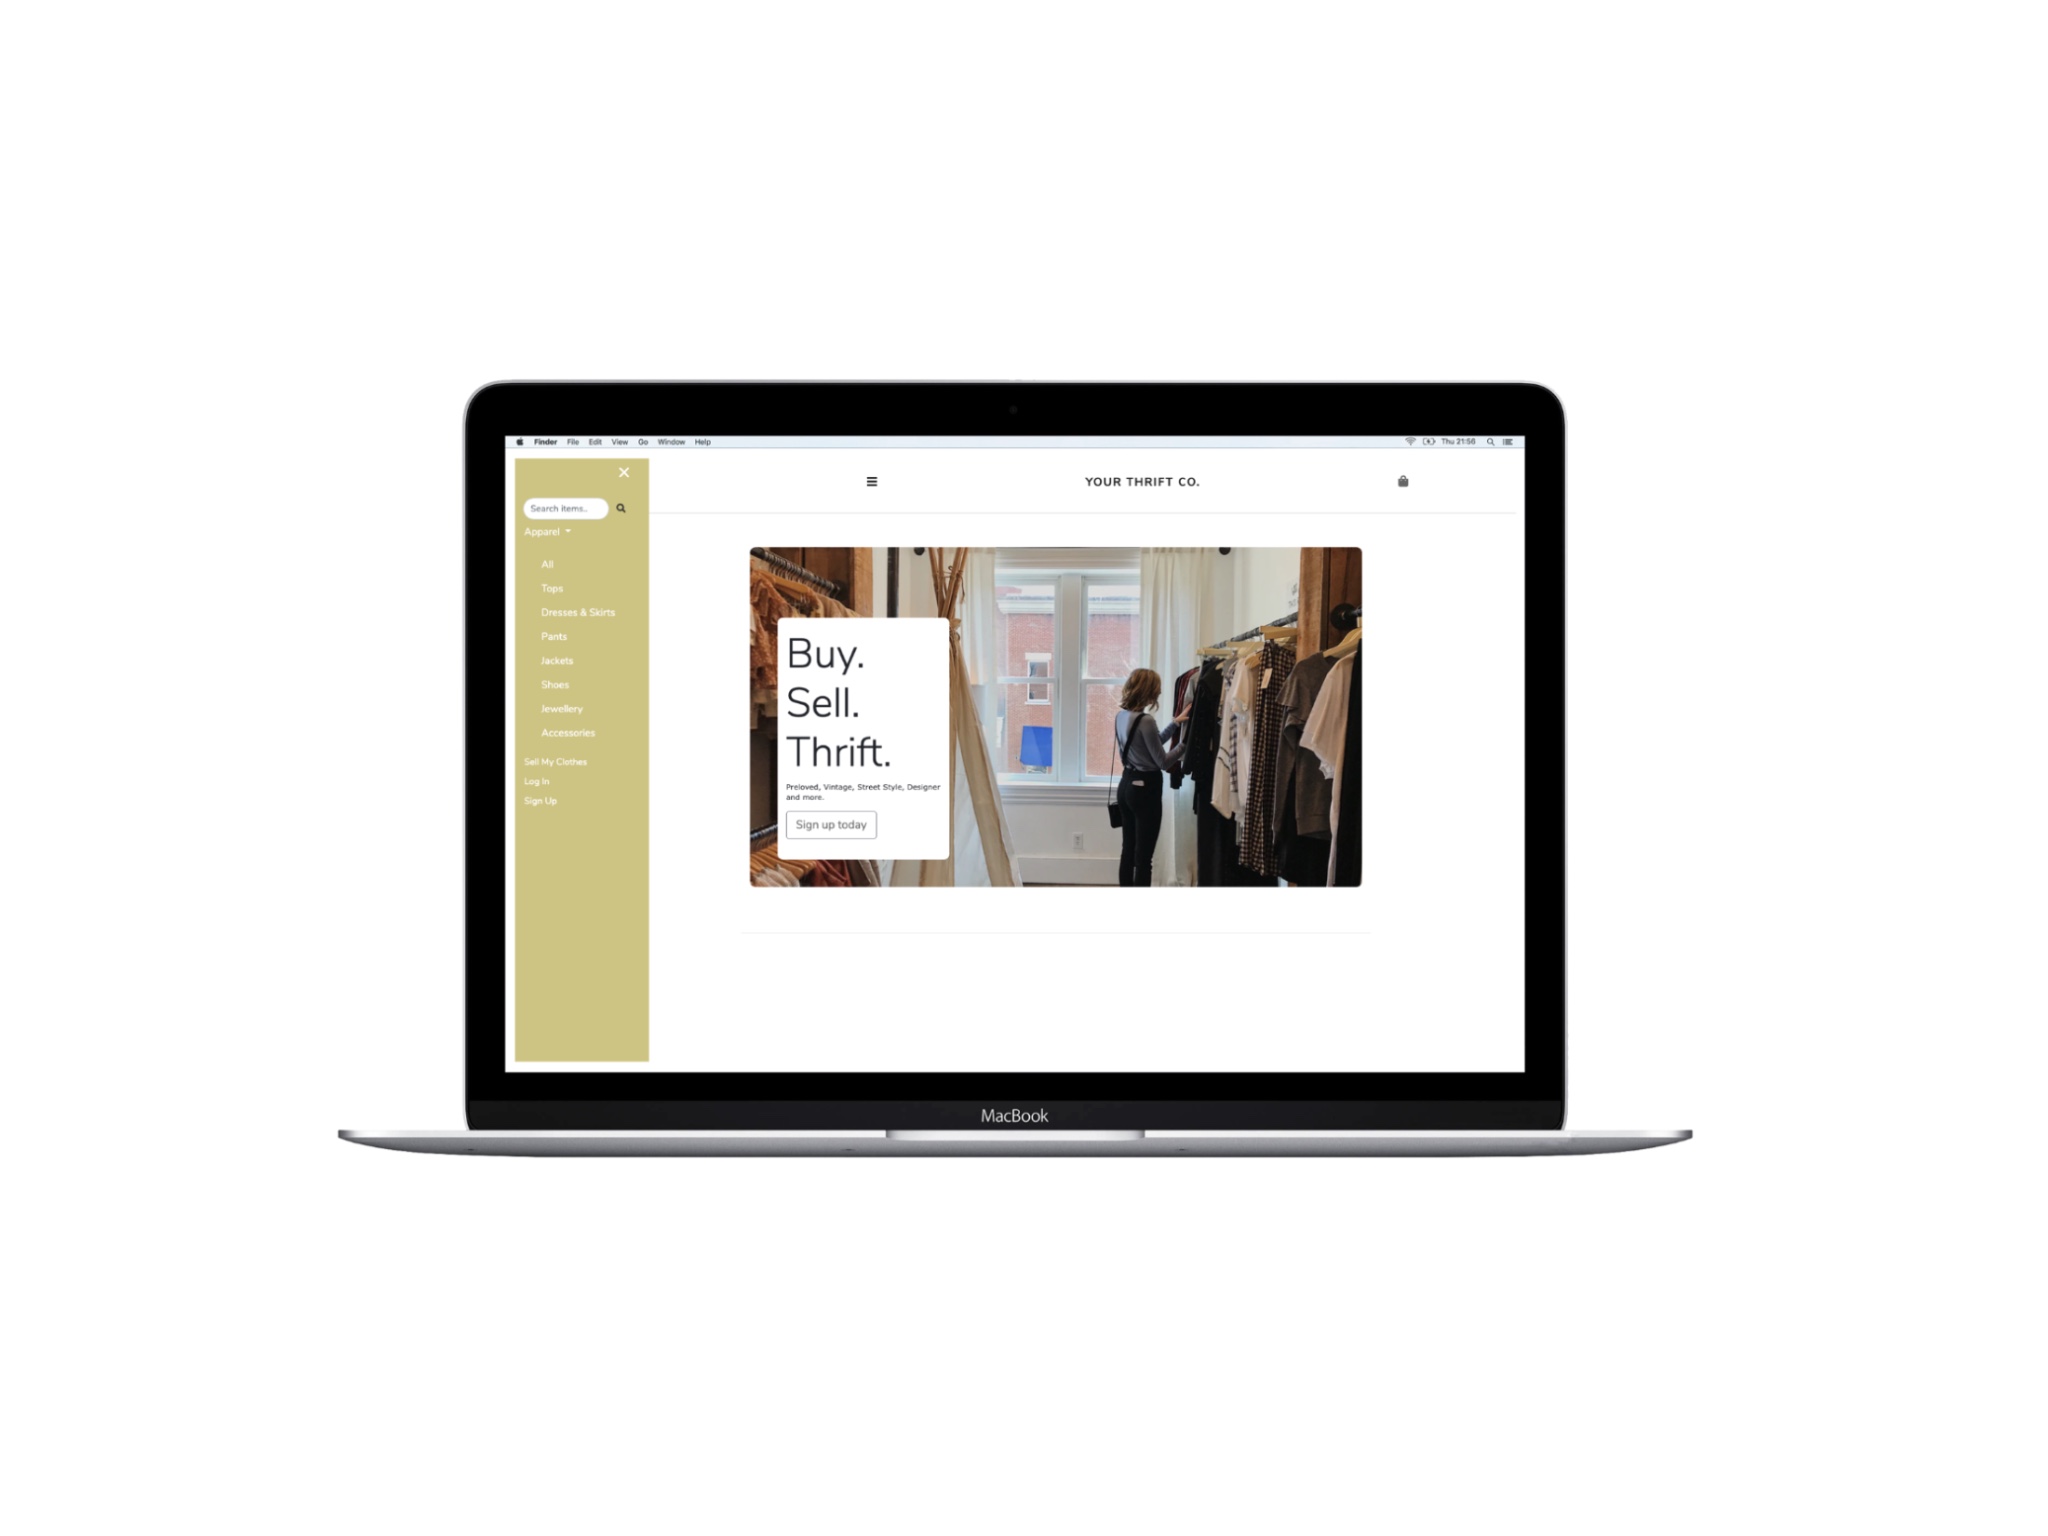 Finder File Edit View Go Window Help
Thu 21:56
YOUR THRIFT CO.
Search items..
Apparel
All
Tops
Dresses & Skirts
Pants
Jackets
Shoes
Jewellery
Accessories
Sell My Clothes
Log In
Sign Up
Buy.
Sell.
Thrift.
Preloved, Vintage, Street Style, Designer
and more.
Sign up today
MacBook